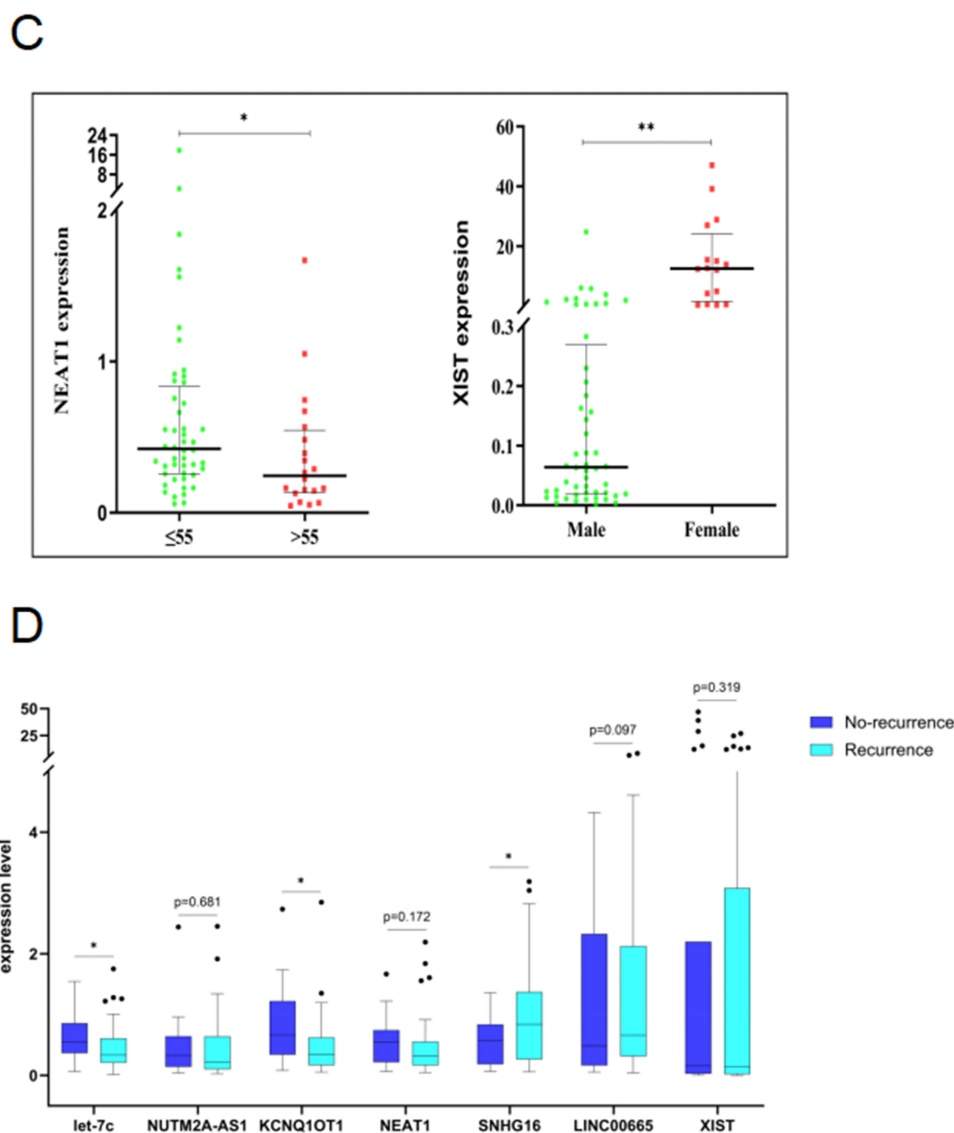 C
*
**
24
16
8
2
1
0
NEAT1 expression
≤55
>55
60
40
20
0.3
0.2
0.1
0.0
XIST expression
Male
Female
D
50
25
4
2
0
expression level
*
p=0.681
*
p=0.172
*
p=0.097
p=0.319
No-recurrence
Recurrence
let-7c
NUTM2A-AS1
KCNQ1OT1
NEAT1
SNHG16
LINC00665
XIST